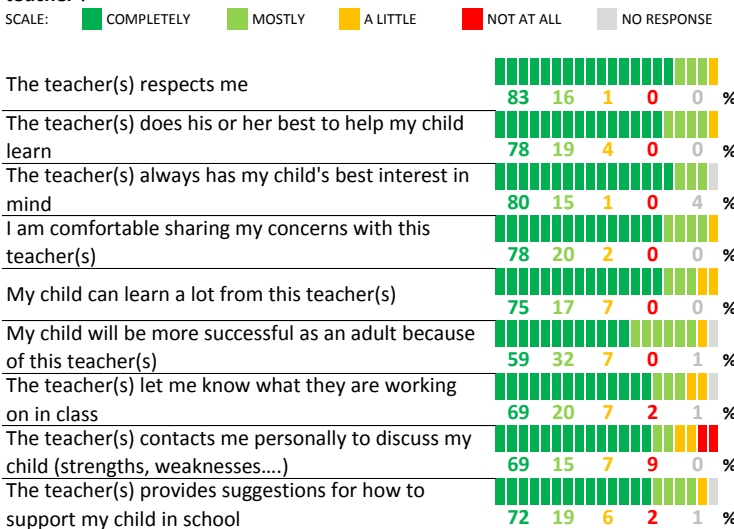 SCALE: COMPLETELY MOSTLY A LITTLE NOT AT ALL NO RESPONSE
The teacher(s) respects me
83 16 1 0 0 %
The teacher(s) does his or her best to help my child
learn
78 19 4 0 0 %
The teacher(s) always has my child's best interest in
mind
80 15 1 0 4 %
I am comfortable sharing my concerns with this
teacher(s)
78 20 2 0 0 %
My child can learn a lot from this teacher(s)
75 17 7 0 0 %
My child will be more successful as an adult because
of this teacher(s)
59 32 7 0 1 %
The teacher(s) let me know what they are working
on in class
69 20 7 2 1 %
The teacher(s) contacts me personally to discuss my
child (strengths, weaknesses....)
69 15 7 9 0 %
The teacher(s) provides suggestions for how to
support my child in school
72 19 6 2 1 %